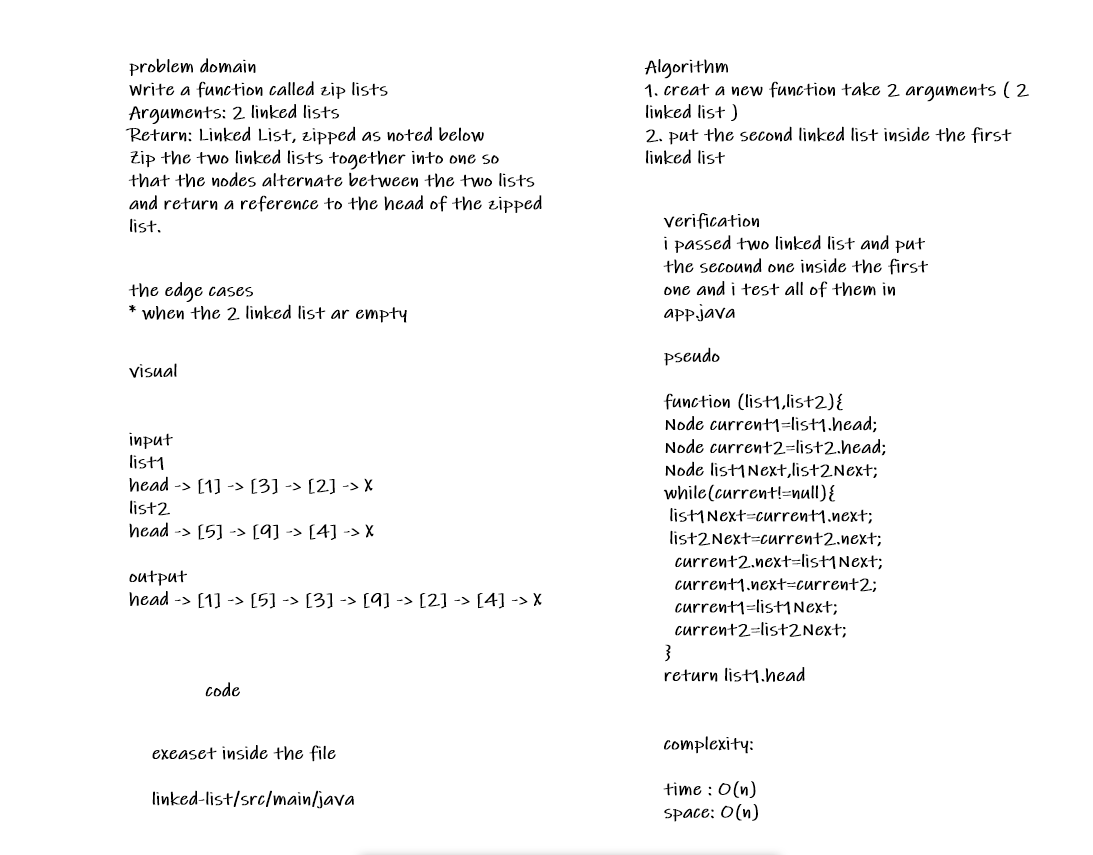 problem domain
Write a function called zip lists
Arguments: 2 linked lists
Return: Linked List, zipped as noted below
Zip the two linked lists together into one so
that the nodes alternate between the two lists
and return a reference to the head of the zipped
list.
the edge cases
* when the 2 linked list ar empty
visual
input
list1
head -> [1] -> [3] -> [2] -> X
list2
head -> [5] -> [9] -> [4] -> X
output
head -> [1] -> [5] -> [3] -> [9] -> [2] -> [4] -> X
code
exeaset inside the file
linked-list/src/main/java
Algorithm
1. creat a new function take 2 arguments ( 2
linked list )
2. put the second linked list inside the first
linked list
verification
i passed two linked list and put
the secound one inside the first
one and i test all of them in
app.java
pseudo
function (list1,list2){
Node current1=list1.head;
Node current2=list2.head;
Node list1Next,list2Next;
while(current!=null){
list1Next=current1.next;
list2Next=current2.next;
current2.next=list1Next;
current1.next=current2;
current1=list1Next;
current2=list2Next;
}
return list1.head
complexity:
time : O(n)
space: O(n)